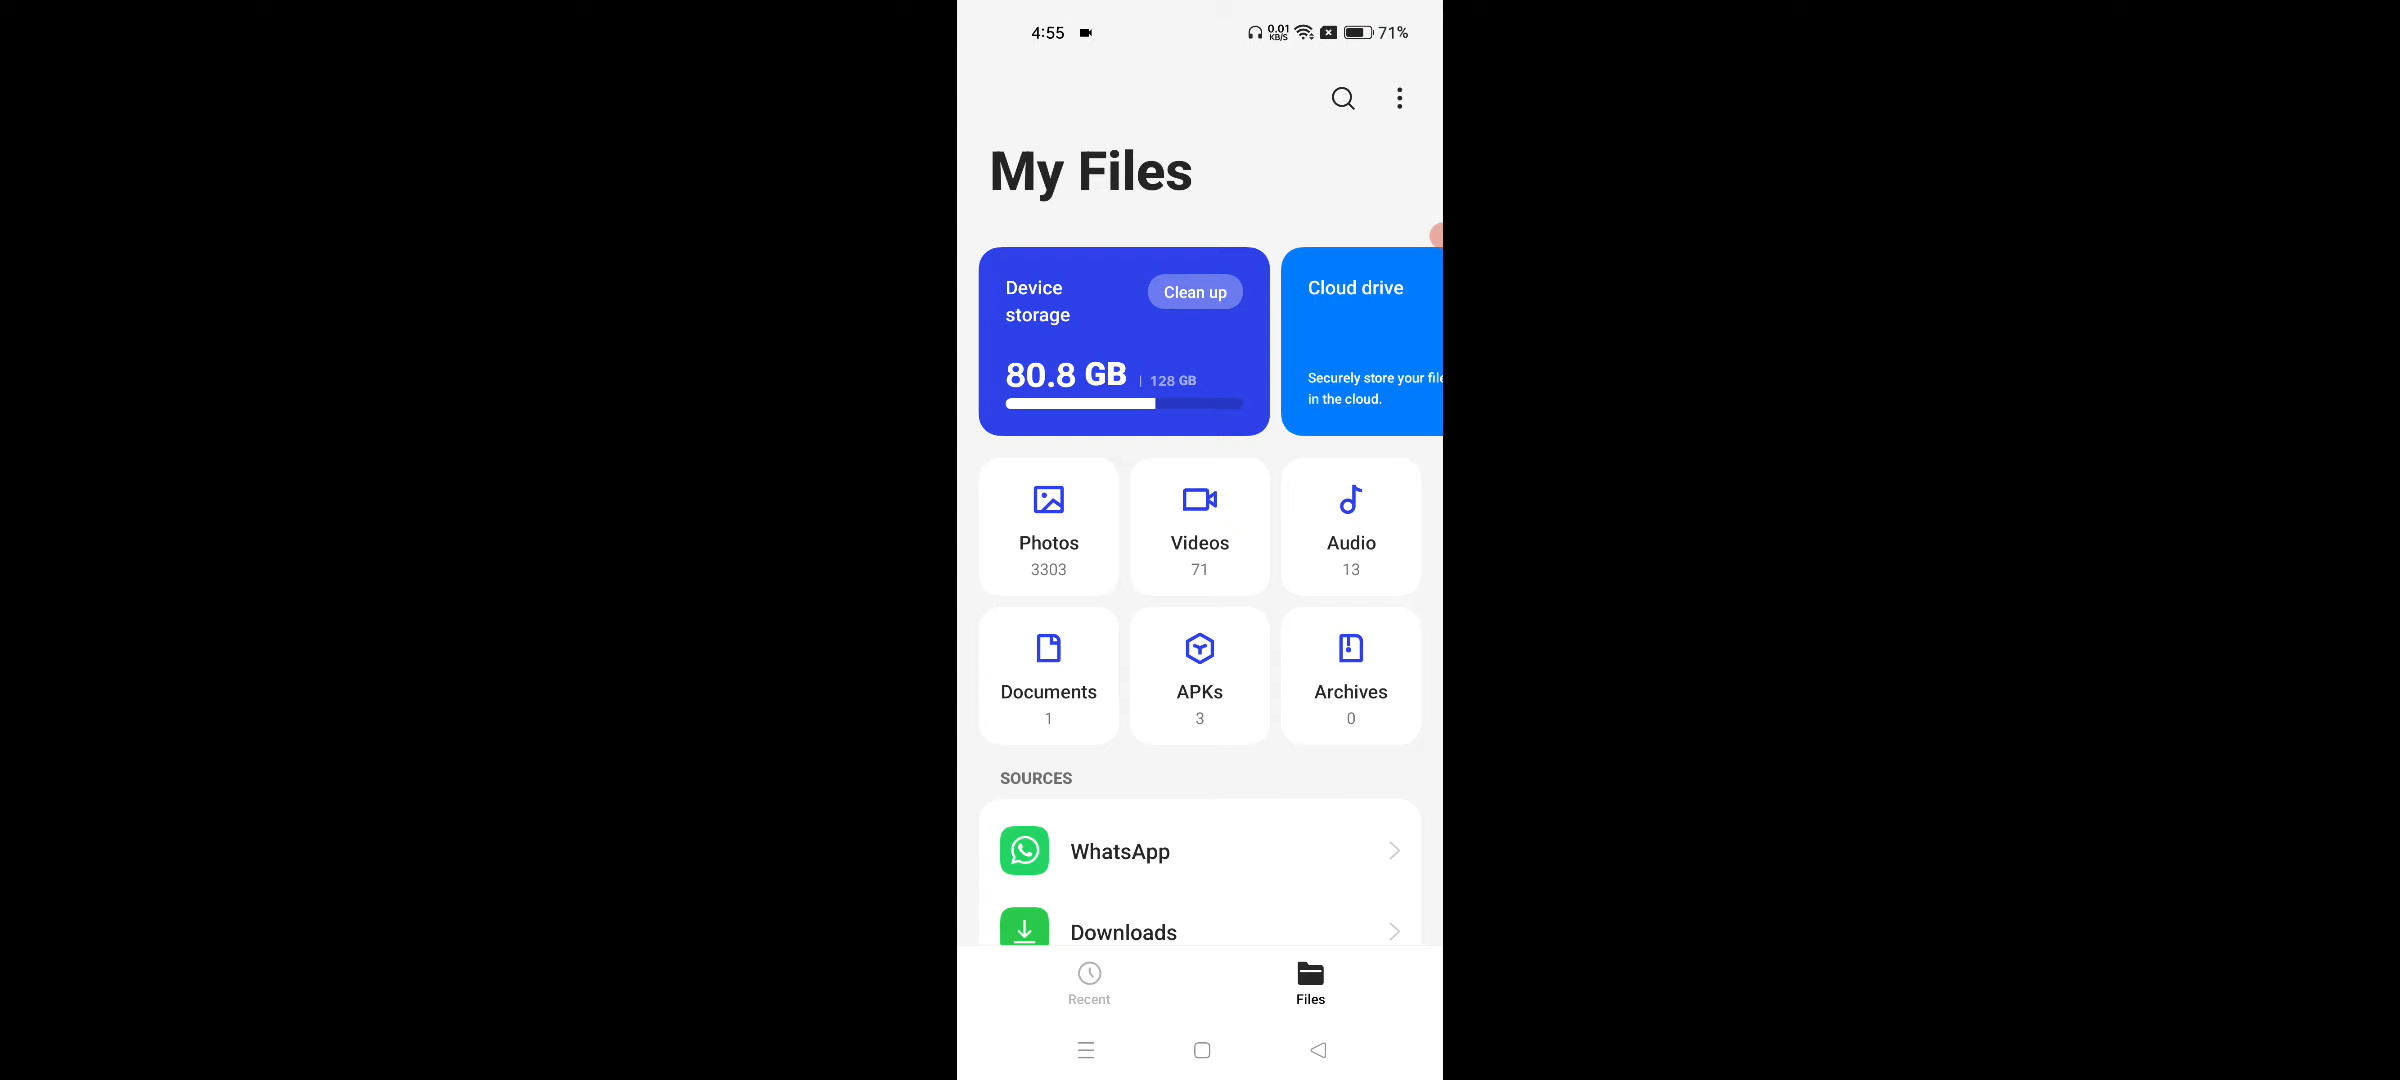 4:55 0.01 KB/S 71%
My Files
Device storage
Clean up
80.8 GB | 128 GB
Cloud drive
Securely store your file
in the cloud.
Photos
3303
Videos
71
Audio
13
Documents
1
APKs
3
Archives
0
SOURCES
WhatsApp
Downloads
Recent
Files